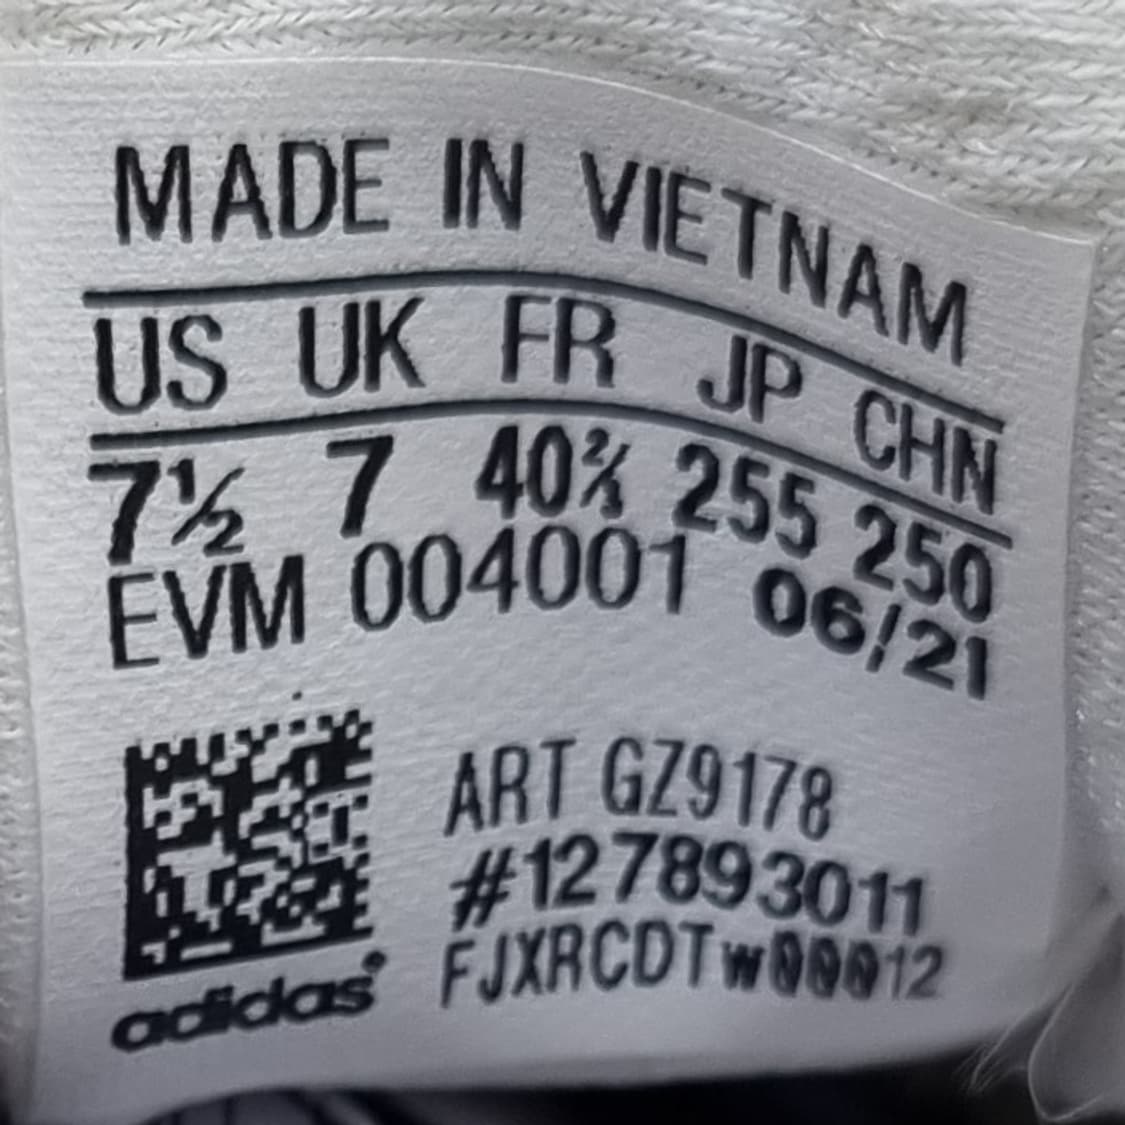 MADE IN VIETNAM
US UK FR JP CHN
7½ 7 40⅔ 255 250
EVM 004001 06/21
ART GZ9178
#127893011
FJXRCDTw00012
adidas